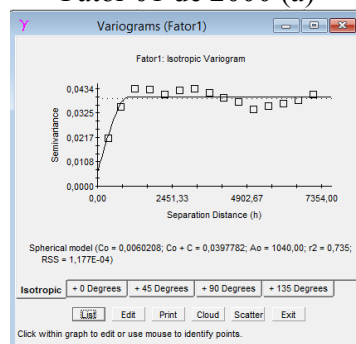 Fator 01 de 2000 (a)
Variograms (Fator1)
Fator1: Isotropic Variogram
0,0434
0,0325
0,0217
0,0108
0,0000
Semivariance
0,00 2451,33 4902,67 7354,00
Separation Distance (h)
Spherical model (Co = 0,0060208; Co + C = 0,0397782; Ao = 1040,00; r2 = 0,735;
RSS = 1,177E-04)
Isotropic + 0 Degrees + 45 Degrees + 90 Degrees + 135 Degrees
List Edit Print Cloud Scatter Exit
Click within graph to edit or use mouse to identify points.